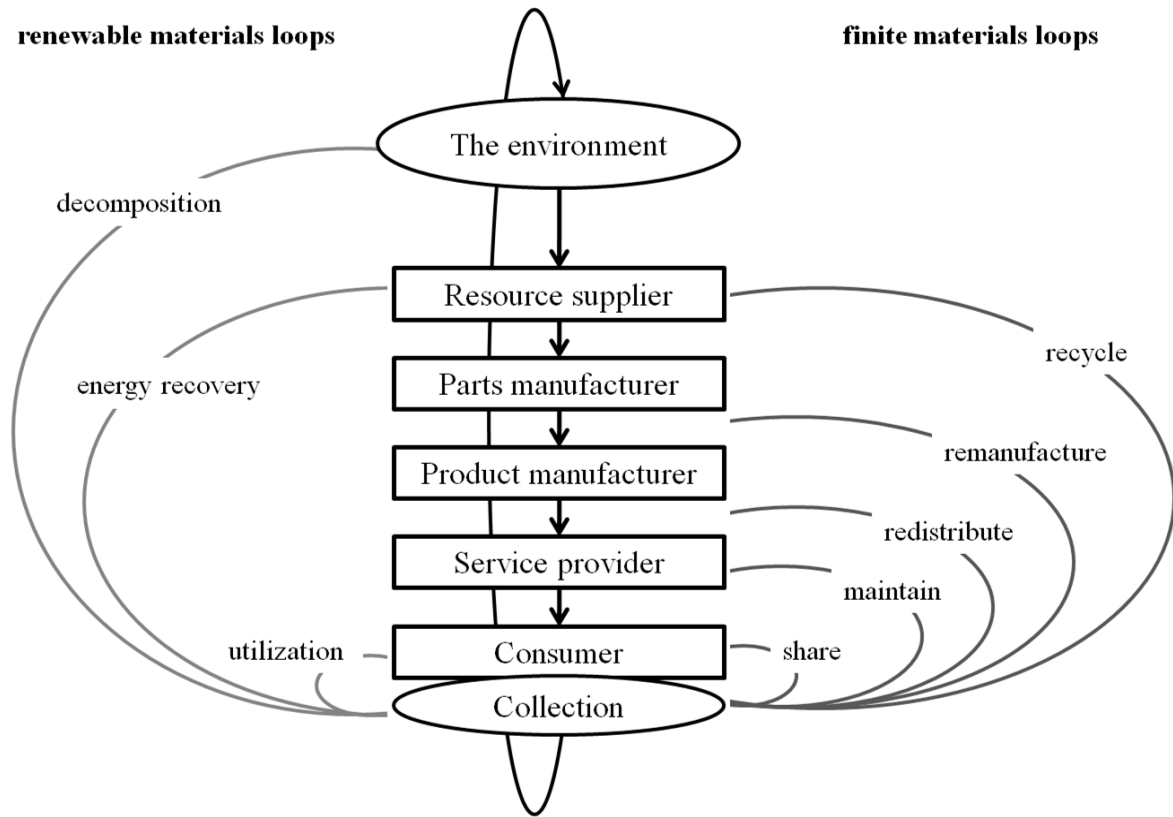 renewable materials loops
finite materials loops
The environment
decomposition
Resource supplier
recycle
energy recovery
Parts manufacturer
remanufacture
Product manufacturer
redistribute
Service provider
maintain
utilization
Consumer
share
Collection